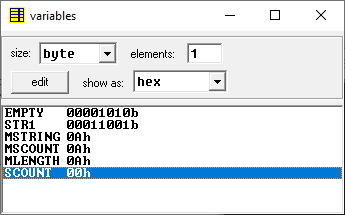 variables
size: byte elements: 1
edit show as: hex
EMPTY 00001010b
STR1 00011001b
MSTRING 0Ah
MSCOUNT 0Ah
MLENGTH 0Ah
SCOUNT 00h